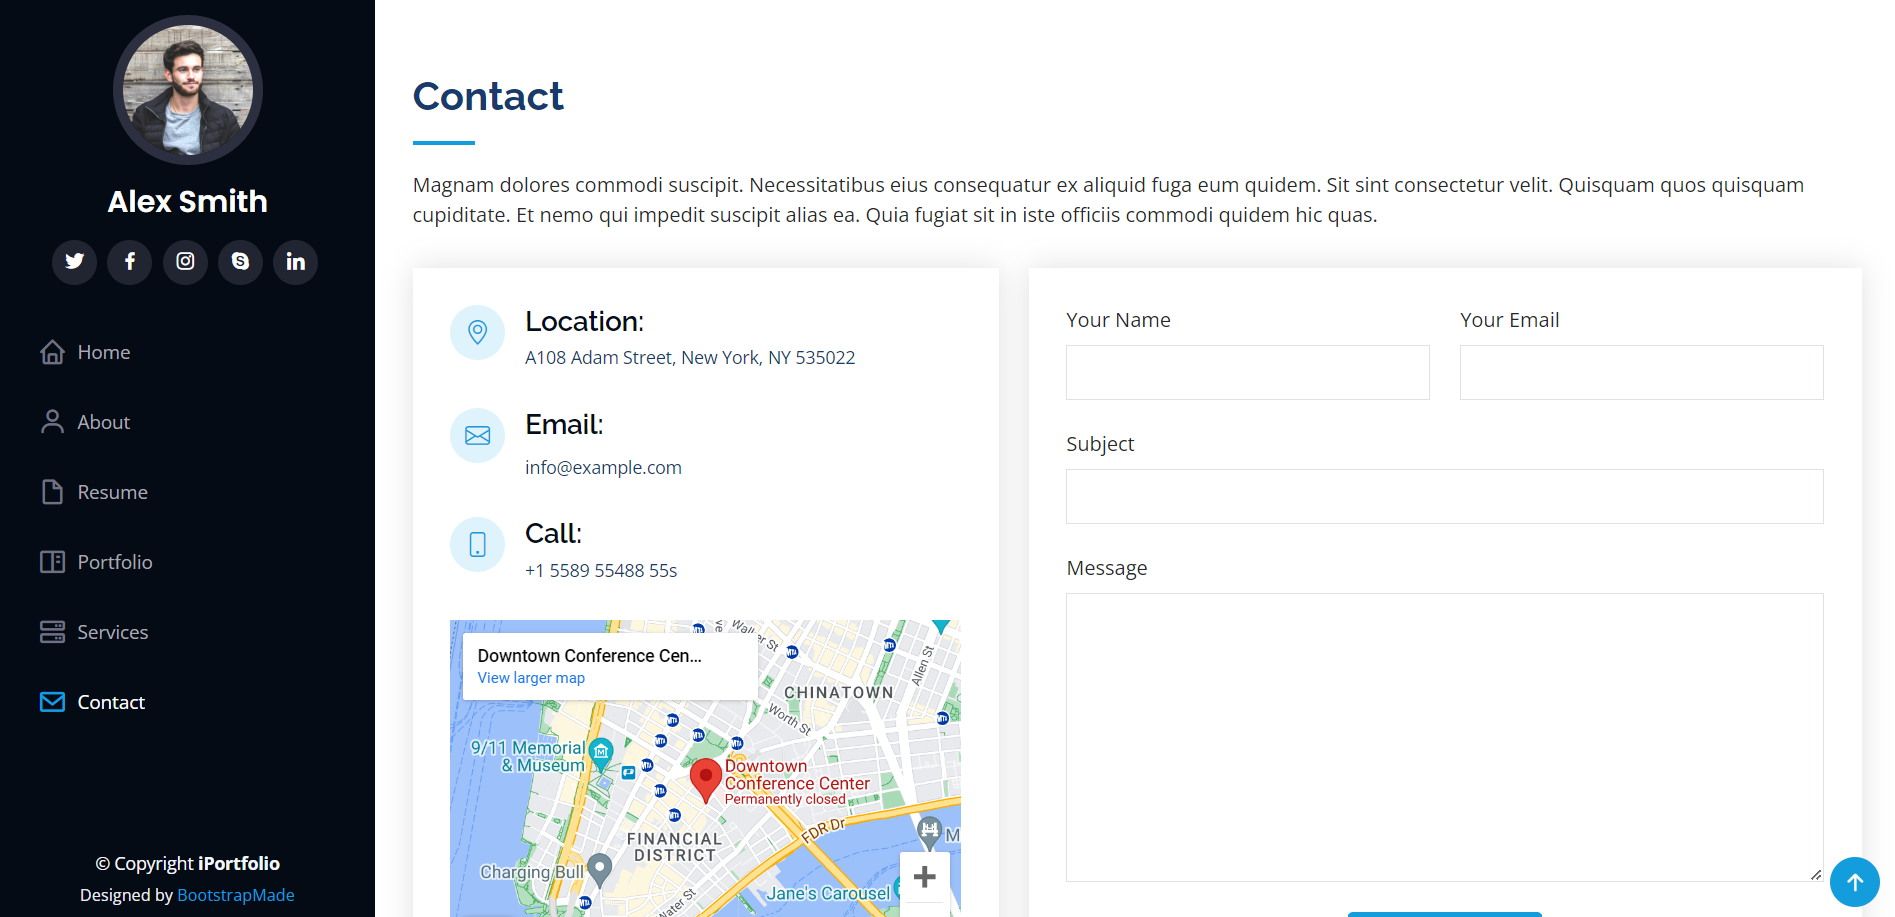 Alex Smith
Home
About
Resume
Portfolio
Services
Contact
© Copyright iPortfolio
Designed by BootstrapMade
Contact
Magnam dolores commodi suscipit. Necessitatibus eius consequatur ex aliquid fuga eum quidem. Sit sint consectetur velit. Quisquam quos quisquam
cupiditate. Et nemo qui impedit suscipit alias ea. Quia fugiat sit in iste officiis commodi quidem hic quas.
Location:
A108 Adam Street, New York, NY 535022
Email:
info@example.com
Call:
+1 5589 55488 55s
Downtown Conference Cen...
View larger map
Walker St
Allen St
CHINATOWN
Worth St
9/11 Memorial
& Museum
Downtown
Conference Center
Permanently closed
FDR Dr
FINANCIAL
DISTRICT
Charging Bull
Water St
Jane's Carousel
Your Name
Your Email
Subject
Message